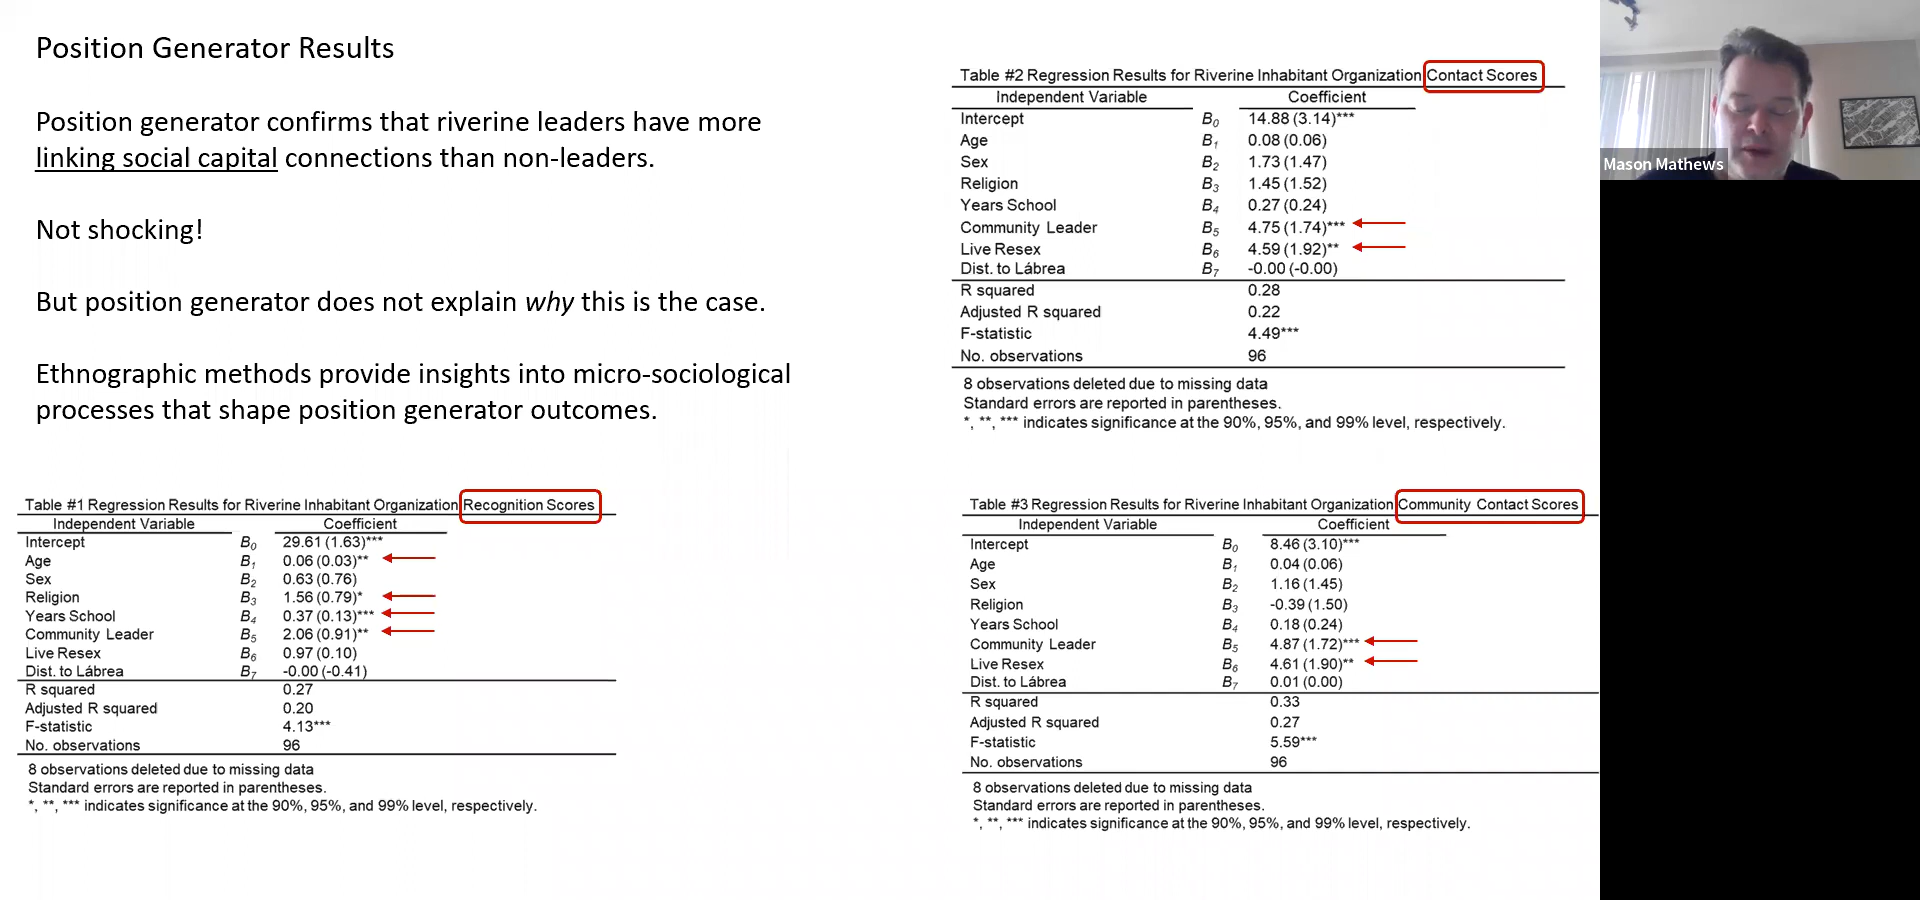 Position Generator Results
Position generator confirms that riverine leaders have more
linking social capital connections than non-leaders.
Not shocking!
But position generator does not explain why this is the case.
Ethnographic methods provide insights into micro-sociological
processes that shape position generator outcomes.
Table #1 Regression Results for Riverine Inhabitant Organization Recognition Scores
Independent Variable Coefficient
Intercept B0 29.61 (1.63)***
Age B1 0.06 (0.03)**
Sex B2 0.63 (0.76)
Religion B3 1.56 (0.79)*
Years School B4 0.37 (0.13)***
Community Leader B5 2.06 (0.91)**
Live Resex B6 0.97 (0.10)
Dist. to Lábrea B7 -0.00 (-0.41)
R squared 0.27
Adjusted R squared 0.20
F-statistic 4.13***
No. observations 96
8 observations deleted due to missing data
Standard errors are reported in parentheses.
*, **, *** indicates significance at the 90%, 95%, and 99% level, respectively.
Table #2 Regression Results for Riverine Inhabitant Organization Contact Scores
Independent Variable Coefficient
Intercept B0 14.88 (3.14)***
Age B1 0.08 (0.06)
Sex B2 1.73 (1.47)
Religion B3 1.45 (1.52)
Years School B4 0.27 (0.24)
Community Leader B5 4.75 (1.74)***
Live Resex B6 4.59 (1.92)**
Dist. to Lábrea B7 -0.00 (-0.00)
R squared 0.28
Adjusted R squared 0.22
F-statistic 4.49***
No. observations 96
8 observations deleted due to missing data
Standard errors are reported in parentheses.
*, **, *** indicates significance at the 90%, 95%, and 99% level, respectively.
Table #3 Regression Results for Riverine Inhabitant Organization Community Contact Scores
Independent Variable Coefficient
Intercept B0 8.46 (3.10)***
Age B1 0.04 (0.06)
Sex B2 1.16 (1.45)
Religion B3 -0.39 (1.50)
Years School B4 0.18 (0.24)
Community Leader B5 4.87 (1.72)***
Live Resex B6 4.61 (1.90)**
Dist. to Lábrea B7 0.01 (0.00)
R squared 0.33
Adjusted R squared 0.27
F-statistic 5.59***
No. observations 96
8 observations deleted due to missing data
Standard errors are reported in parentheses.
*, **, *** indicates significance at the 90%, 95%, and 99% level, respectively.
Mason Mathews